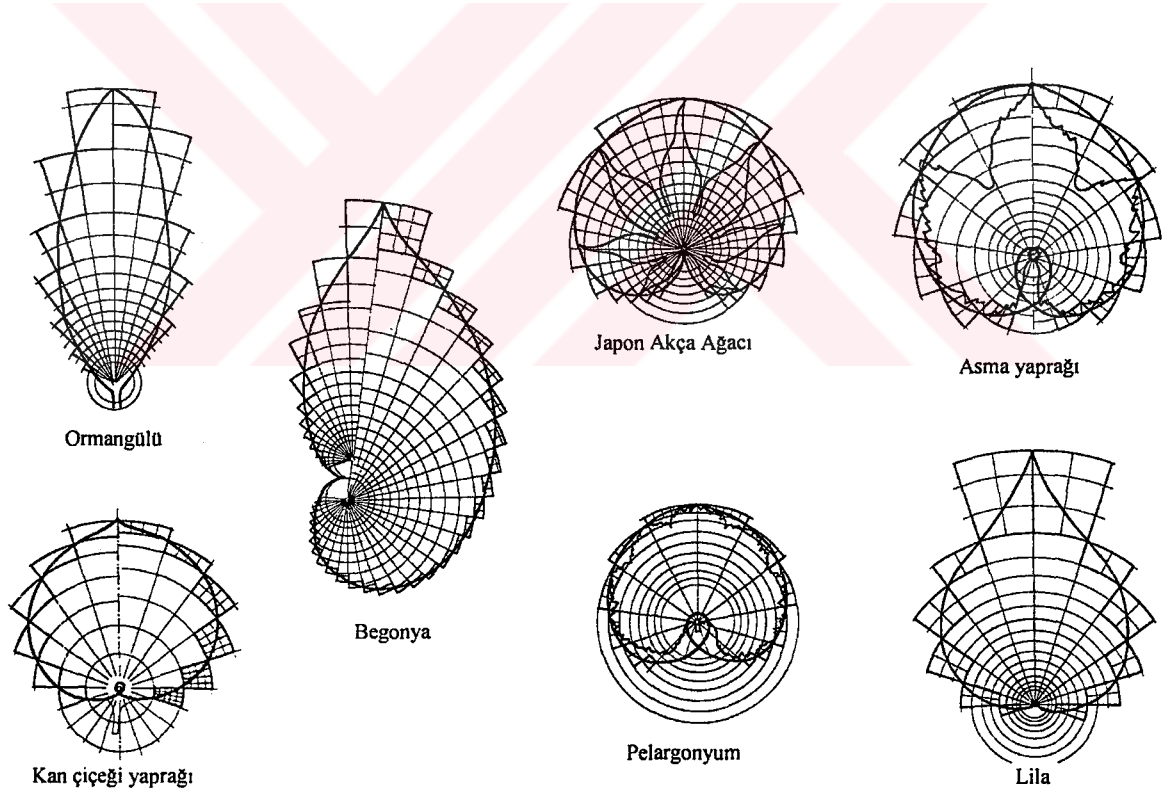 Ormangülü
Begonya
Japon Akça Ağacı
Asma yaprağı
Kan çiçeği yaprağı
Pelargonyum
Lila